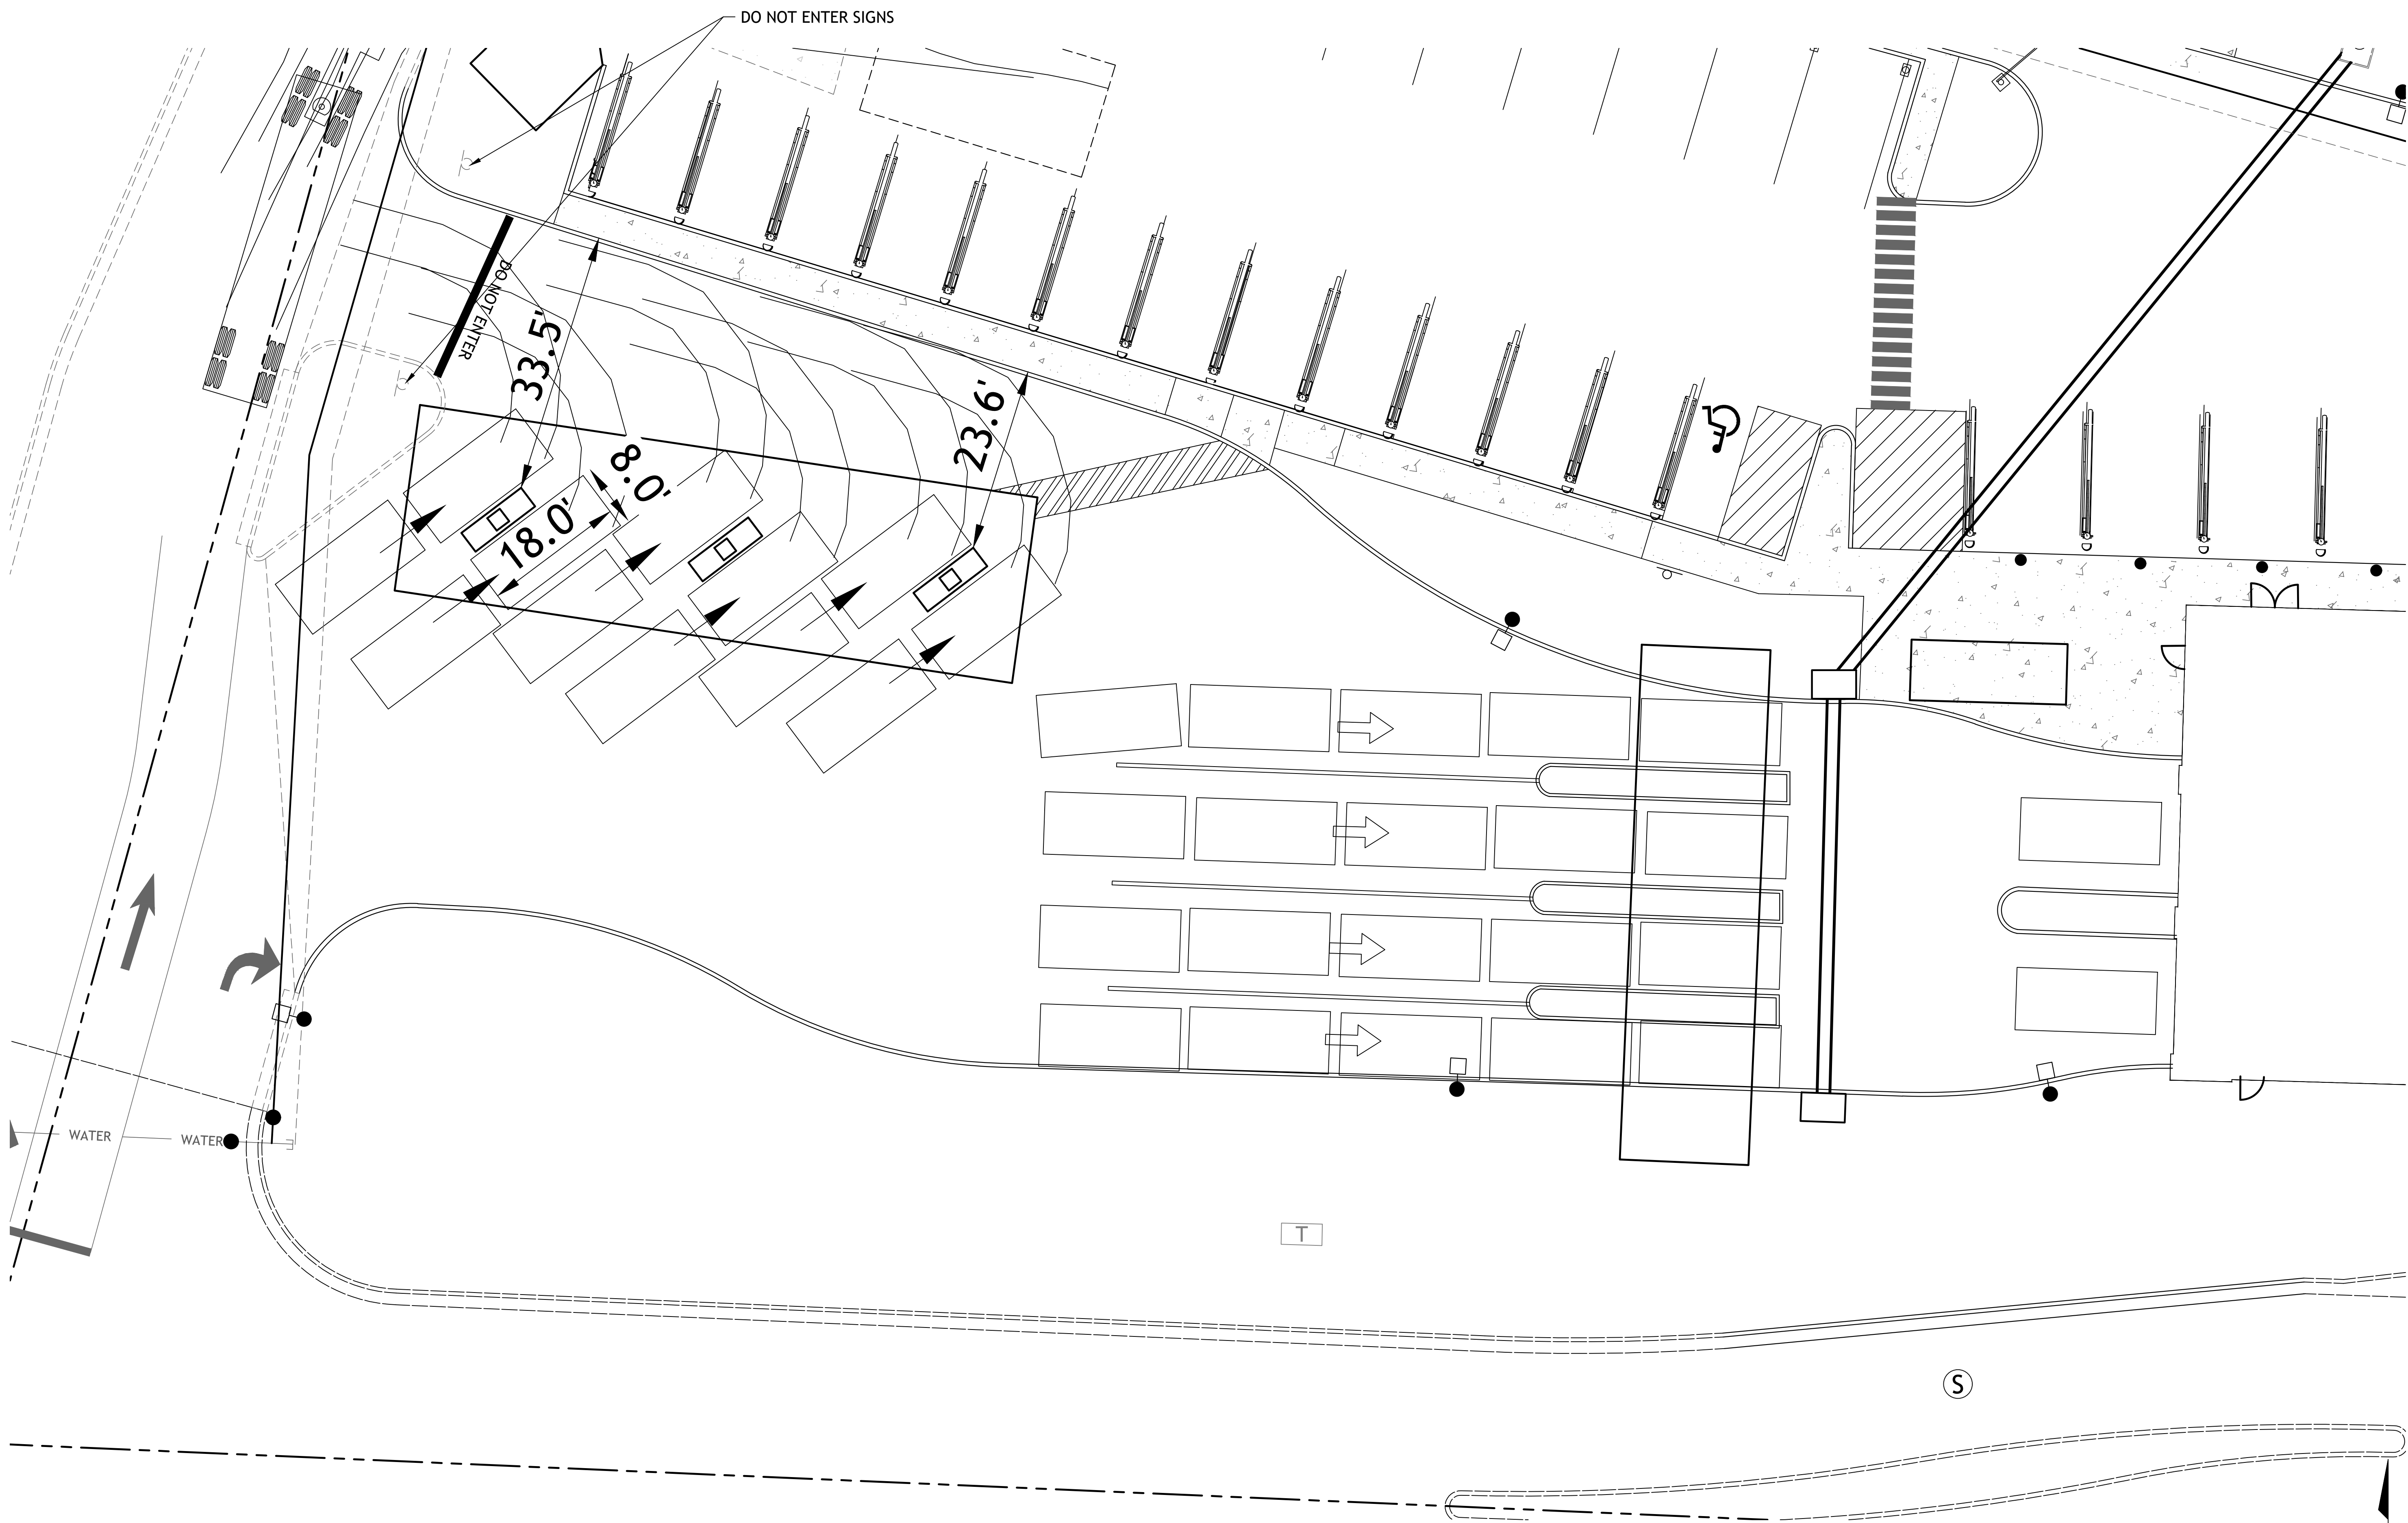 DO NOT ENTER SIGNS
DO NOT ENTER
33.5'
23.6'
8.0'
18.0'
WATER
WATER
T
S